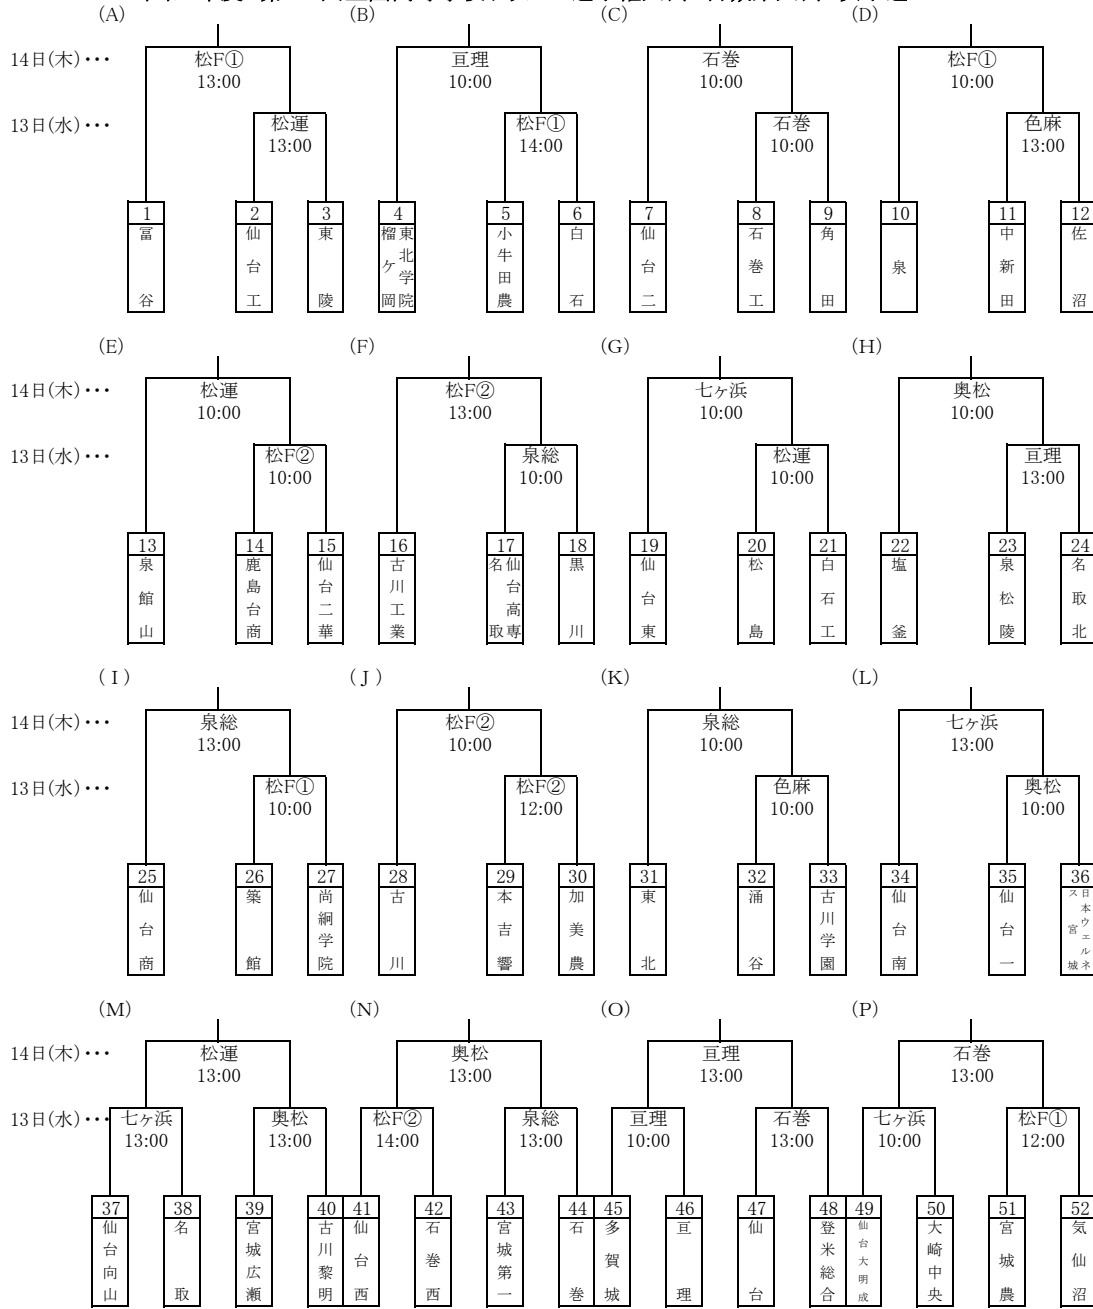 (A) (B) (C) (D)
14日(木)・・・ 松F① 亘理 石巻 松F①
13:00 10:00 10:00 10:00
13日(水)・・・ 松運 松F① 石巻 色麻
13:00 14:00 10:00 13:00
1 2 3 4 5 6 7 8 9 10 11 12
富谷 仙台工 東陵 東北学院榴ケ岡 小牛田農 白石 仙台二 石巻工 角田 泉 中新田 佐沼
(E) (F) (G) (H)
14日(木)・・・ 松運 松F② 七ヶ浜 奥松
10:00 13:00 10:00 10:00
13日(水)・・・ 松F② 泉総 松運 亘理
10:00 10:00 10:00 13:00
13 14 15 16 17 18 19 20 21 22 23 24
泉館山 鹿島台商 仙台二華 古川工業 仙台高専名取 黒川 仙台東 松島 白石工 塩釜 泉松陵 名取北
(I) (J) (K) (L)
14日(木)・・・ 泉総 松F② 泉総 七ヶ浜
13:00 10:00 10:00 13:00
13日(水)・・・ 松F① 松F② 色麻 奥松
10:00 12:00 10:00 10:00
25 26 27 28 29 30 31 32 33 34 35 36
仙台商 築館 尚絅学院 古川 本吉響 加美農 東北 涌谷 古川学園 仙台南 仙台一 日本ウェルネス宮城
(M) (N) (O) (P)
14日(木)・・・ 松運 奥松 亘理 石巻
13:00 13:00 13:00 13:00
13日(水)・・・ 七ヶ浜 奥松 松F② 泉総 亘理 石巻 七ヶ浜 松F①
13:00 13:00 14:00 13:00 10:00 13:00 10:00 12:00
37 38 39 40 41 42 43 44 45 46 47 48 49 50 51 52
仙台向山 名取 宮城広瀬 古川黎明 仙台西 石巻西 宮城第一 石巻 多賀城 亘理 仙台 登米総合 仙台大明成 大崎中央 宮城農 気仙沼